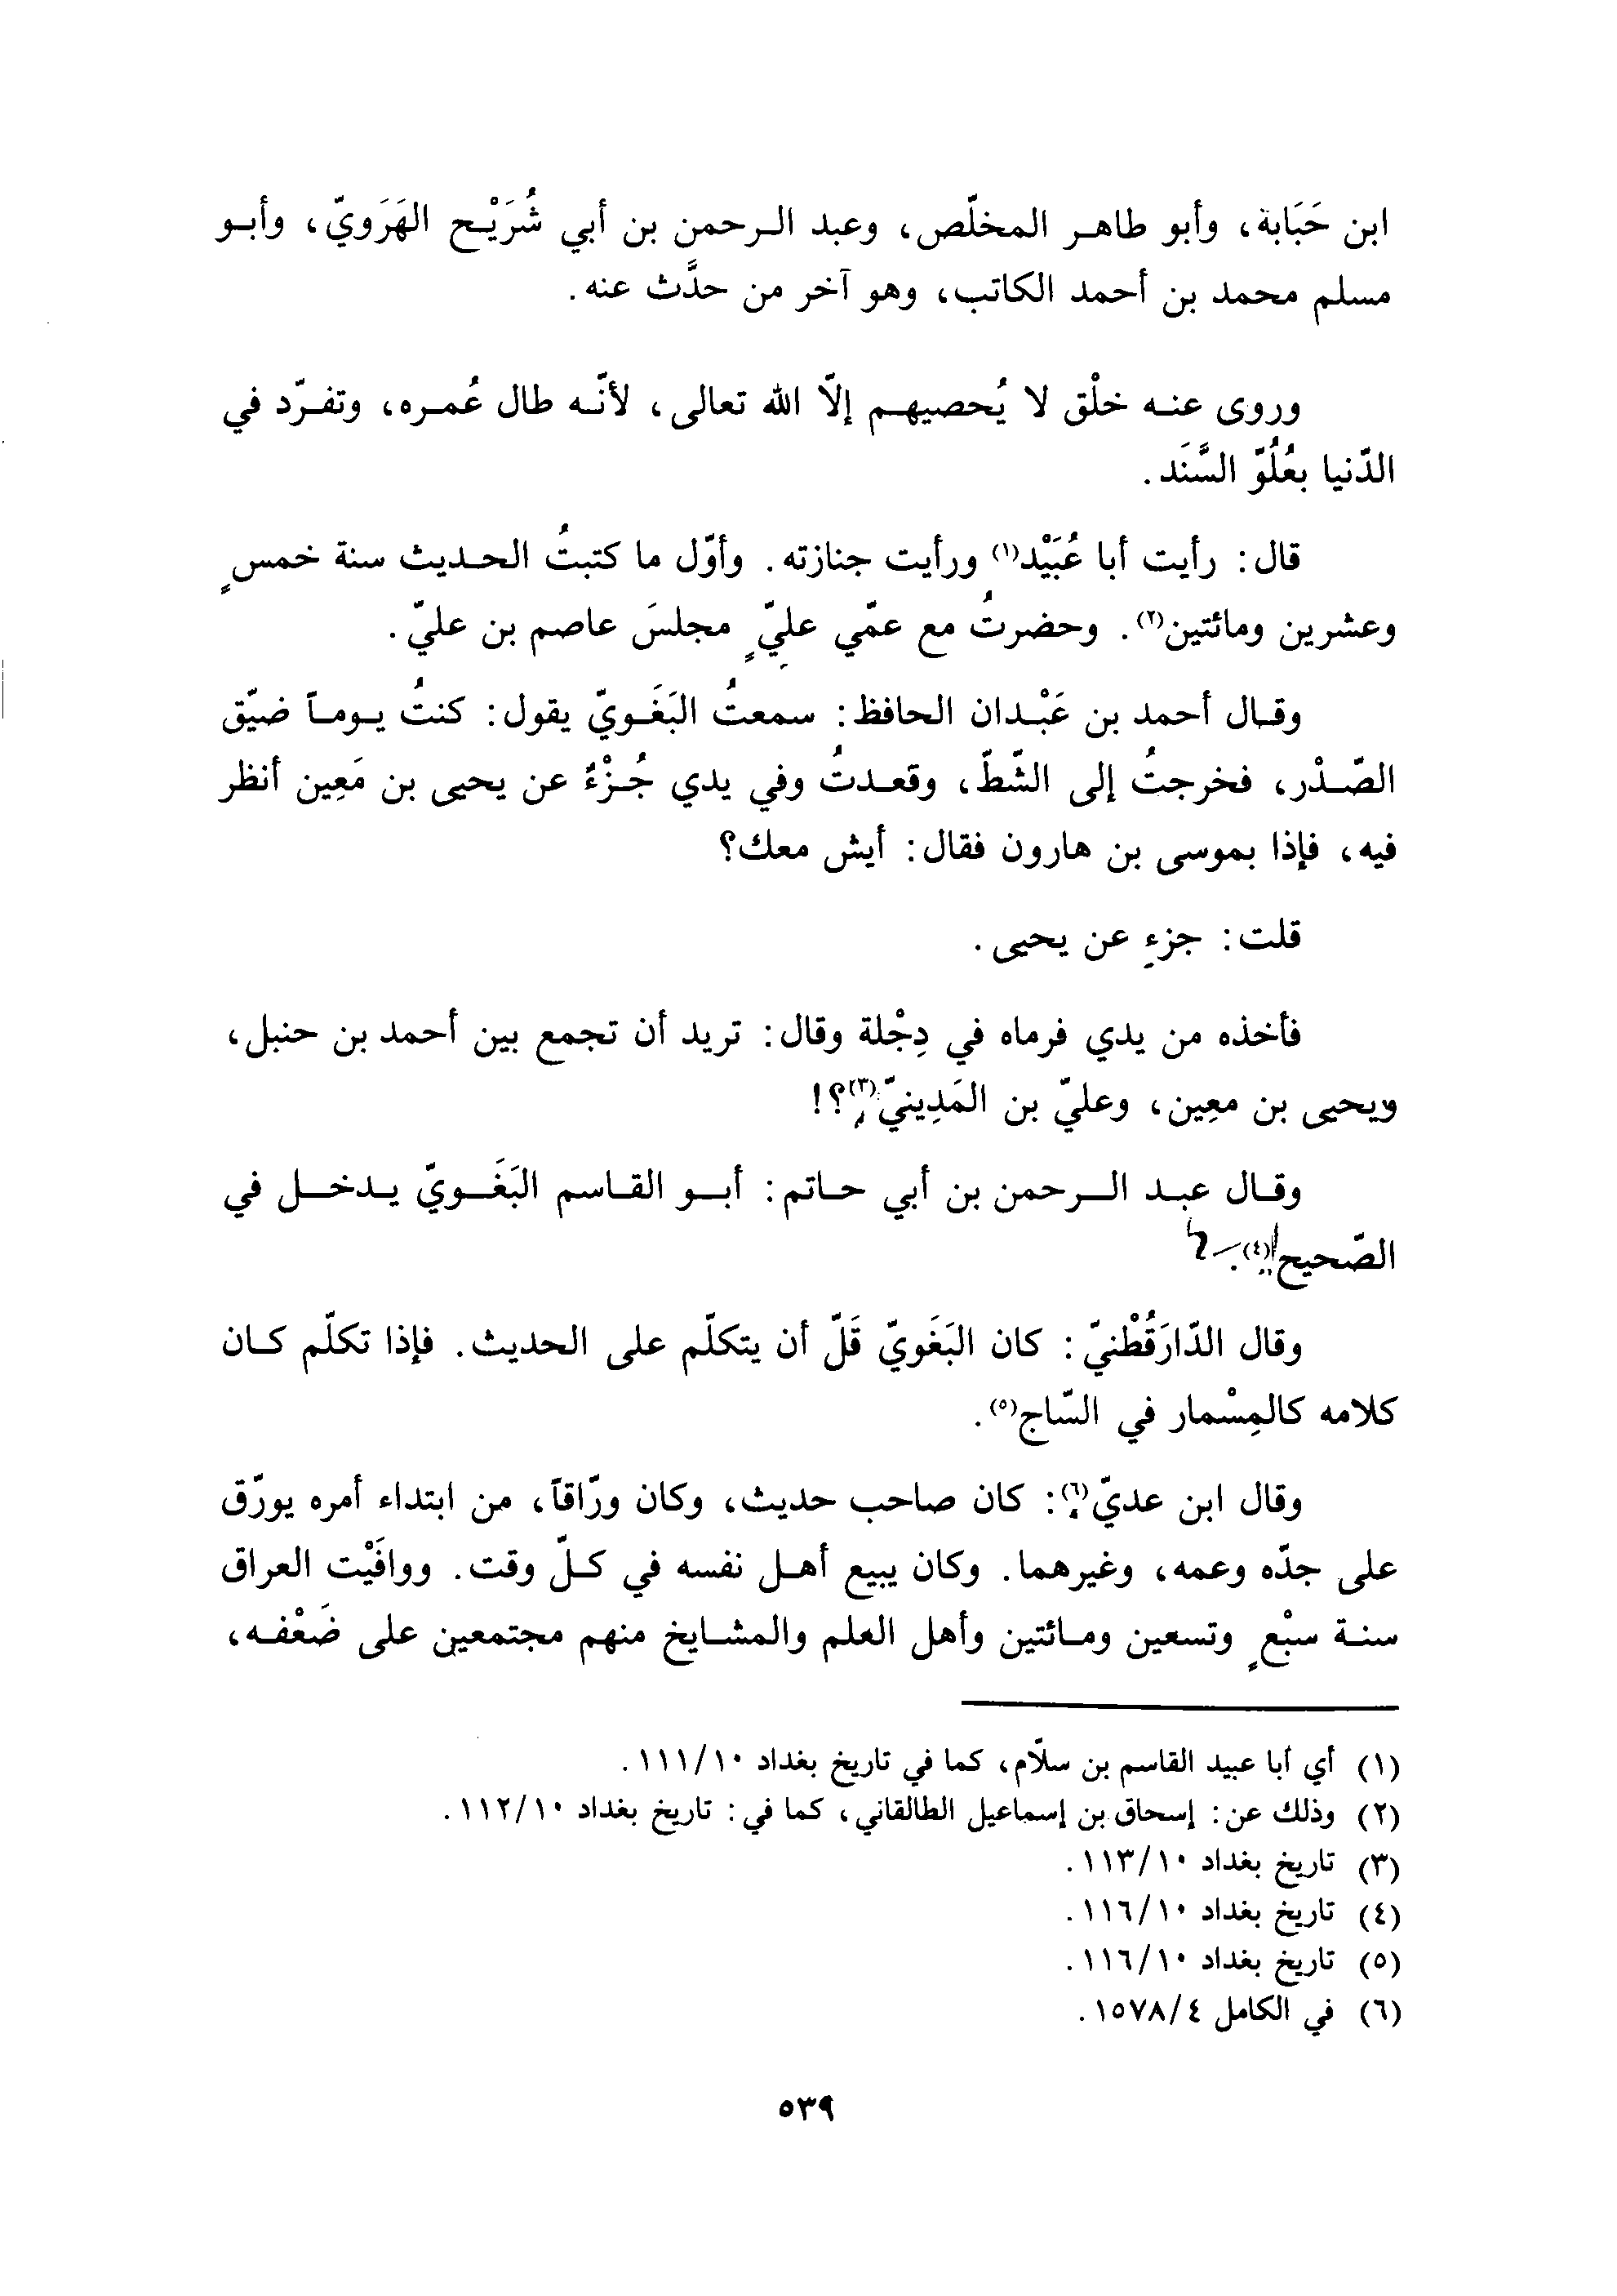 ابن حَبَابة، وأبو طاهر المخلّص، وعبد الرحمن بن أبي شُرَيْح الهَرَويّ، وأبو
مسلم محمد بن أحمد الكاتب، وهو آخر من حدَّث عنه.
وروى عنه خلْق لا يُحصيهم إلّا الله تعالى، لأنّه طال عُمره، وتفرّد في
الدّنيا بعُلُوّ السَّنَد.
قال: رأيت أبا عُبَيْد(١) ورأيت جنازته. وأوّل ما كتبتُ الحديث سنة خمسٍ
وعشرين ومائتين(٢). وحضرتُ مع عمّي عليٍّ مجلسَ عاصم بن عليّ.
وقال أحمد بن عَبْدان الحافظ: سمعتُ البَغَويّ يقول: كنتُ يوماً ضيّق
الصّدْر، فخرجتُ إلى الشّطّ، وقعدتُ وفي يدي جُزْءٌ عن يحيى بن مَعِين أنظر
فيه، فإذا بموسى بن هارون فقال: أيش معك؟
قلت: جزءٍ عن يحيى.
فأخذه من يدي فرماه في دِجْلة وقال: تريد أن تجمع بين أحمد بن حنبل،
ويحيى بن معِين، وعليّ بن المَدِينيّ(٣)؟!
وقال عبد الرحمن بن أبي حاتم: أبو القاسم البَغَويّ يدخل في
الصّحيح(٤).
وقال الدّارَقُطْنيّ: كان البَغَويّ قَلّ أن يتكلّم على الحديث. فإذا تكلّم كان
كلامه كالمِسْمار في السّاج(٥).
وقال ابن عديّ(٦): كان صاحب حديث، وكان ورّاقاً، من ابتداء أمره يورّق
على جدّه وعمه، وغيرهما. وكان يبيع أهل نفسه في كلّ وقت. ووافَيْت العراق
سنة سبْعٍ وتسعين ومائتين وأهل العلم والمشايخ منهم مجتمعين على ضَعْفه،
(١) أي أبا عبيد القاسم بن سلّام، كما في تاريخ بغداد ١١١/١٠.
(٢) وذلك عن: إسحاق بن إسماعيل الطالقاني، كما في: تاريخ بغداد ١١٢/١٠.
(٣) تاريخ بغداد ١١٣/١٠.
(٤) تاريخ بغداد ١١٦/١٠.
(٥) تاريخ بغداد ١١٦/١٠.
(٦) في الكامل ١٥٧٨/٤.
٥٣٩